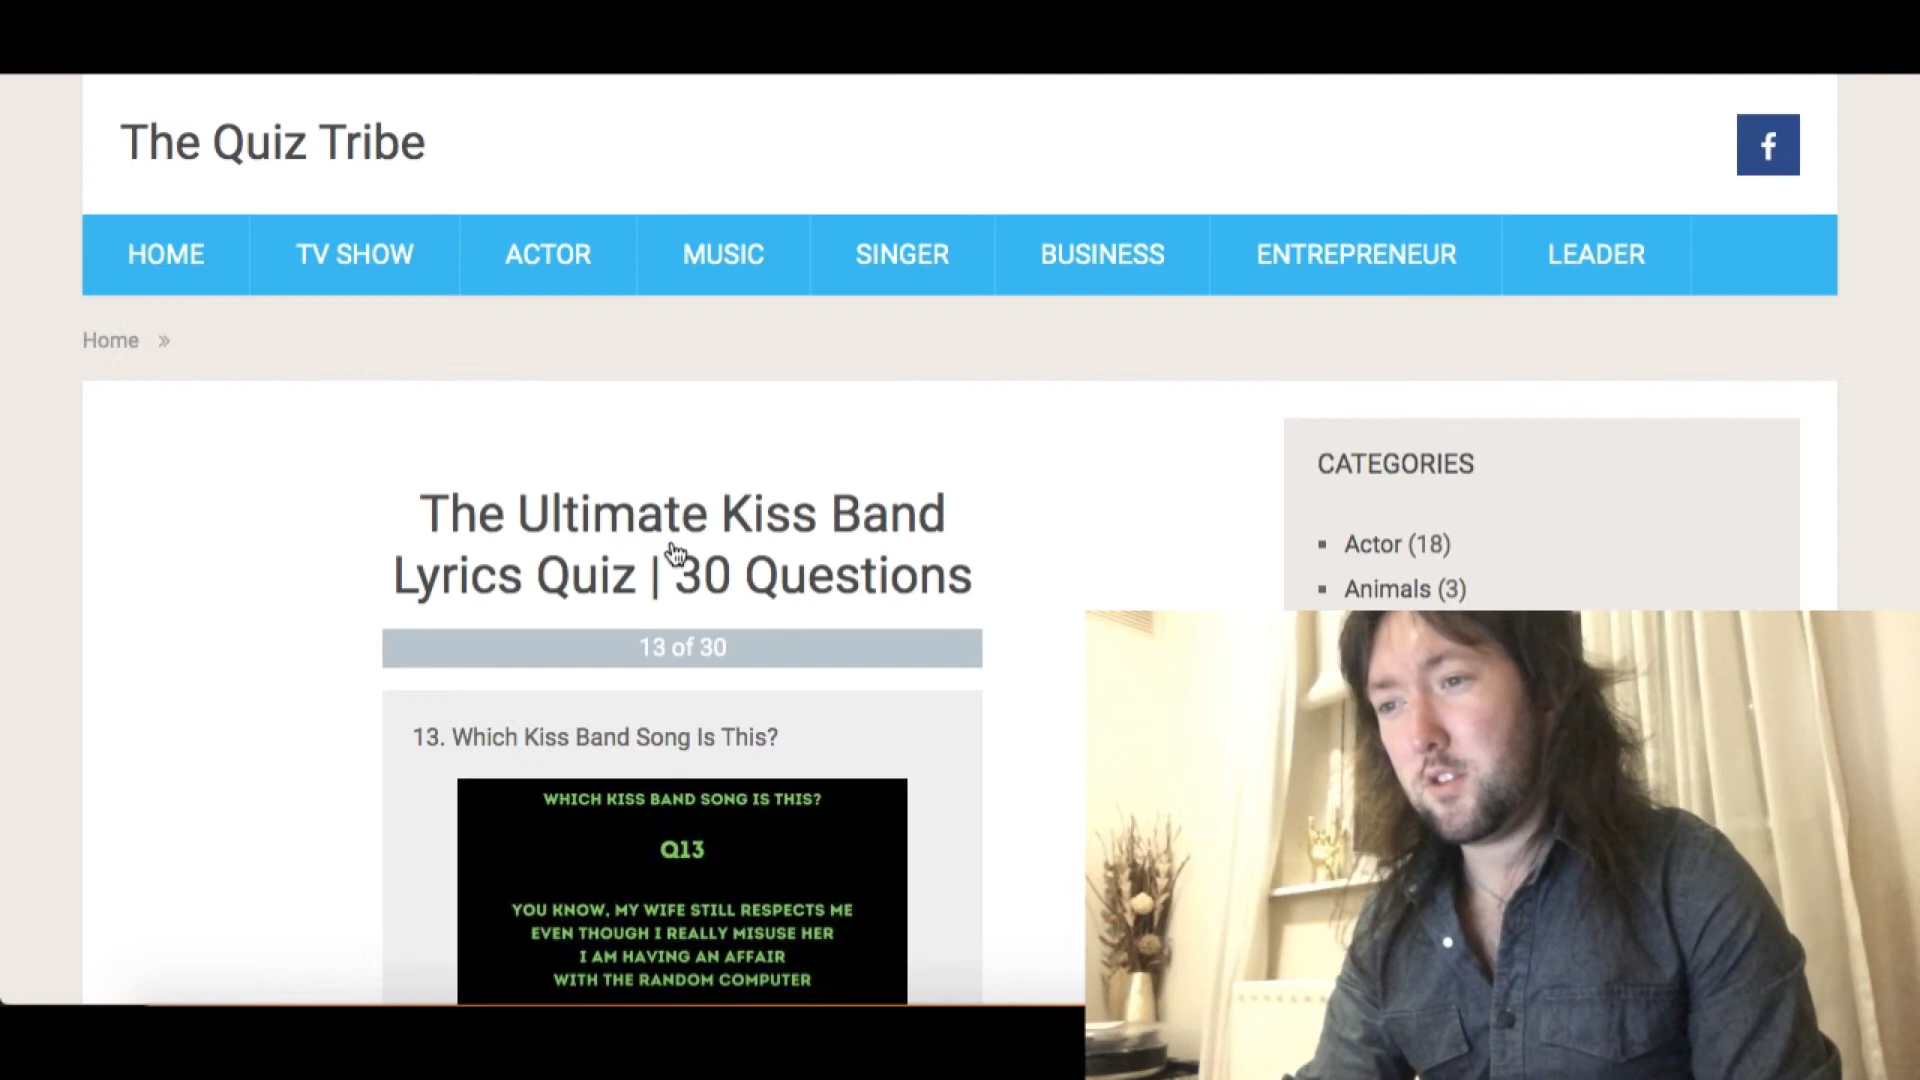 The Quiz Tribe
f
HOME TV SHOW ACTOR MUSIC SINGER BUSINESS ENTREPRENEUR LEADER
Home »
The Ultimate Kiss Band
Lyrics Quiz | 30 Questions
13 of 30
13. Which Kiss Band Song Is This?
WHICH KISS BAND SONG IS THIS?
Q13
YOU KNOW, MY WIFE STILL RESPECTS ME
EVEN THOUGH I REALLY MISUSE HER
I AM HAVING AN AFFAIR
WITH THE RANDOM COMPUTER
CATEGORIES
Actor (18)
Animals (3)